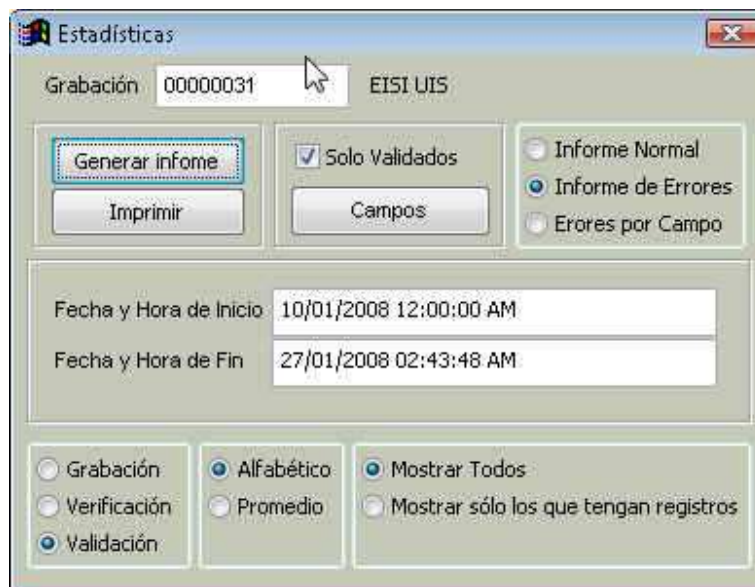 Estadísticas
Grabación 00000031 EISI UIS
Generar infome
Imprimir
Solo Validados
Campos
Informe Normal
Informe de Errores
Erores por Campo
Fecha y Hora de Inicio 10/01/2008 12:00:00 AM
Fecha y Hora de Fin 27/01/2008 02:43:48 AM
Grabación
Verificación
Validación
Alfabético
Promedio
Mostrar Todos
Mostrar sólo los que tengan registros